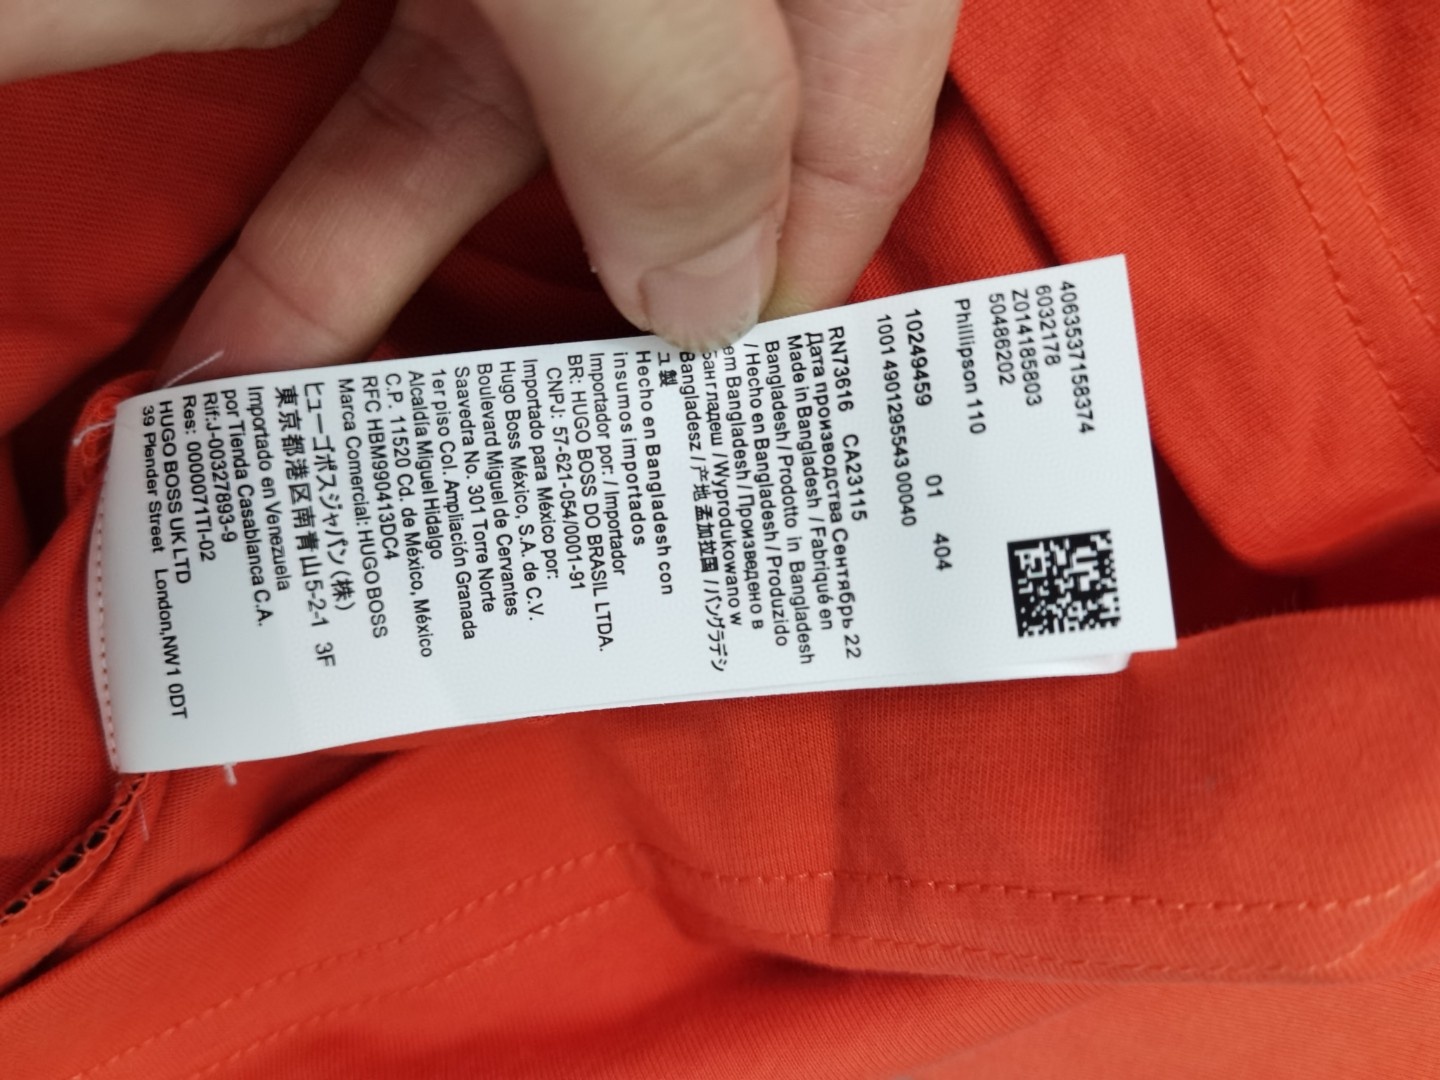 4063537158374
6032178
Z0141185803
50486202
Phillipson 110
10249459 01 404
1001 4901295543 00040
RN73616 CA23115
Дата производства Сентябрь 22
Made in Bangladesh / Fabriqué en
Bangladesh / Prodotto in Bangladesh
/ Hecho en Bangladesh / Produzido
em Bangladesh / Произведено в
Бангладеш / Wyprodukowano w
Bangladesz / 产地 孟加拉国 / バングラデシ
ュ製
Hecho en Bangladesh con
insumos importados
Importador por: / Importador
BR: HUGO BOSS DO BRASIL LTDA.
CNPJ: 57-621-054/0001-91
Importado para México por:
Hugo Boss México, S.A. de C.V.
Boulevard Miguel de Cervantes
Saavedra No. 301 Torre Norte
1er piso Col. Ampliación Granada
Alcaldía Miguel Hidalgo
C.P. 11520 Cd. de México, México
RFC HBM990413DC4
Marca Comercial: HUGO BOSS
ヒューゴボスジャパン(株)
東京都港区南青山5-2-1 3F
Importado en Venezuela
por Tienda Casablanca C.A.
Rif:J-00327893-9
Res: 0000071TI-02
HUGO BOSS UK LTD
39 Plender Street London,NW1 0DT